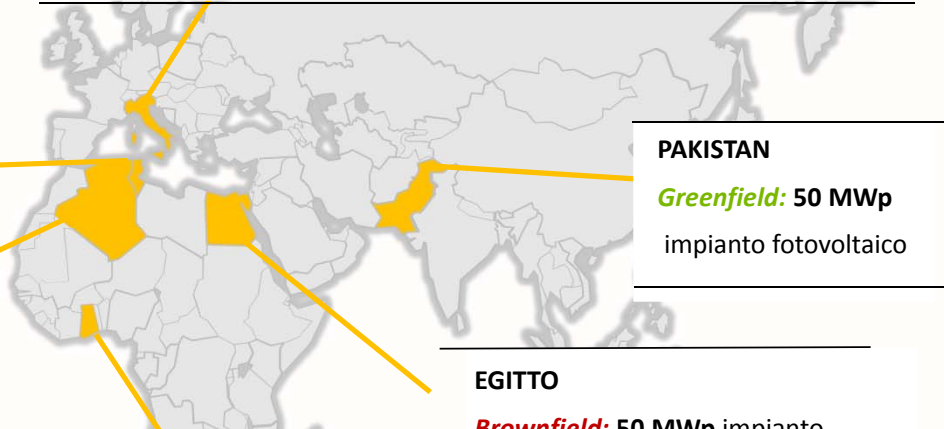 PAKISTAN
Greenfield: 50 MWp
impianto fotovoltaico
EGITTO
Brownfield: 50 MWp impianto